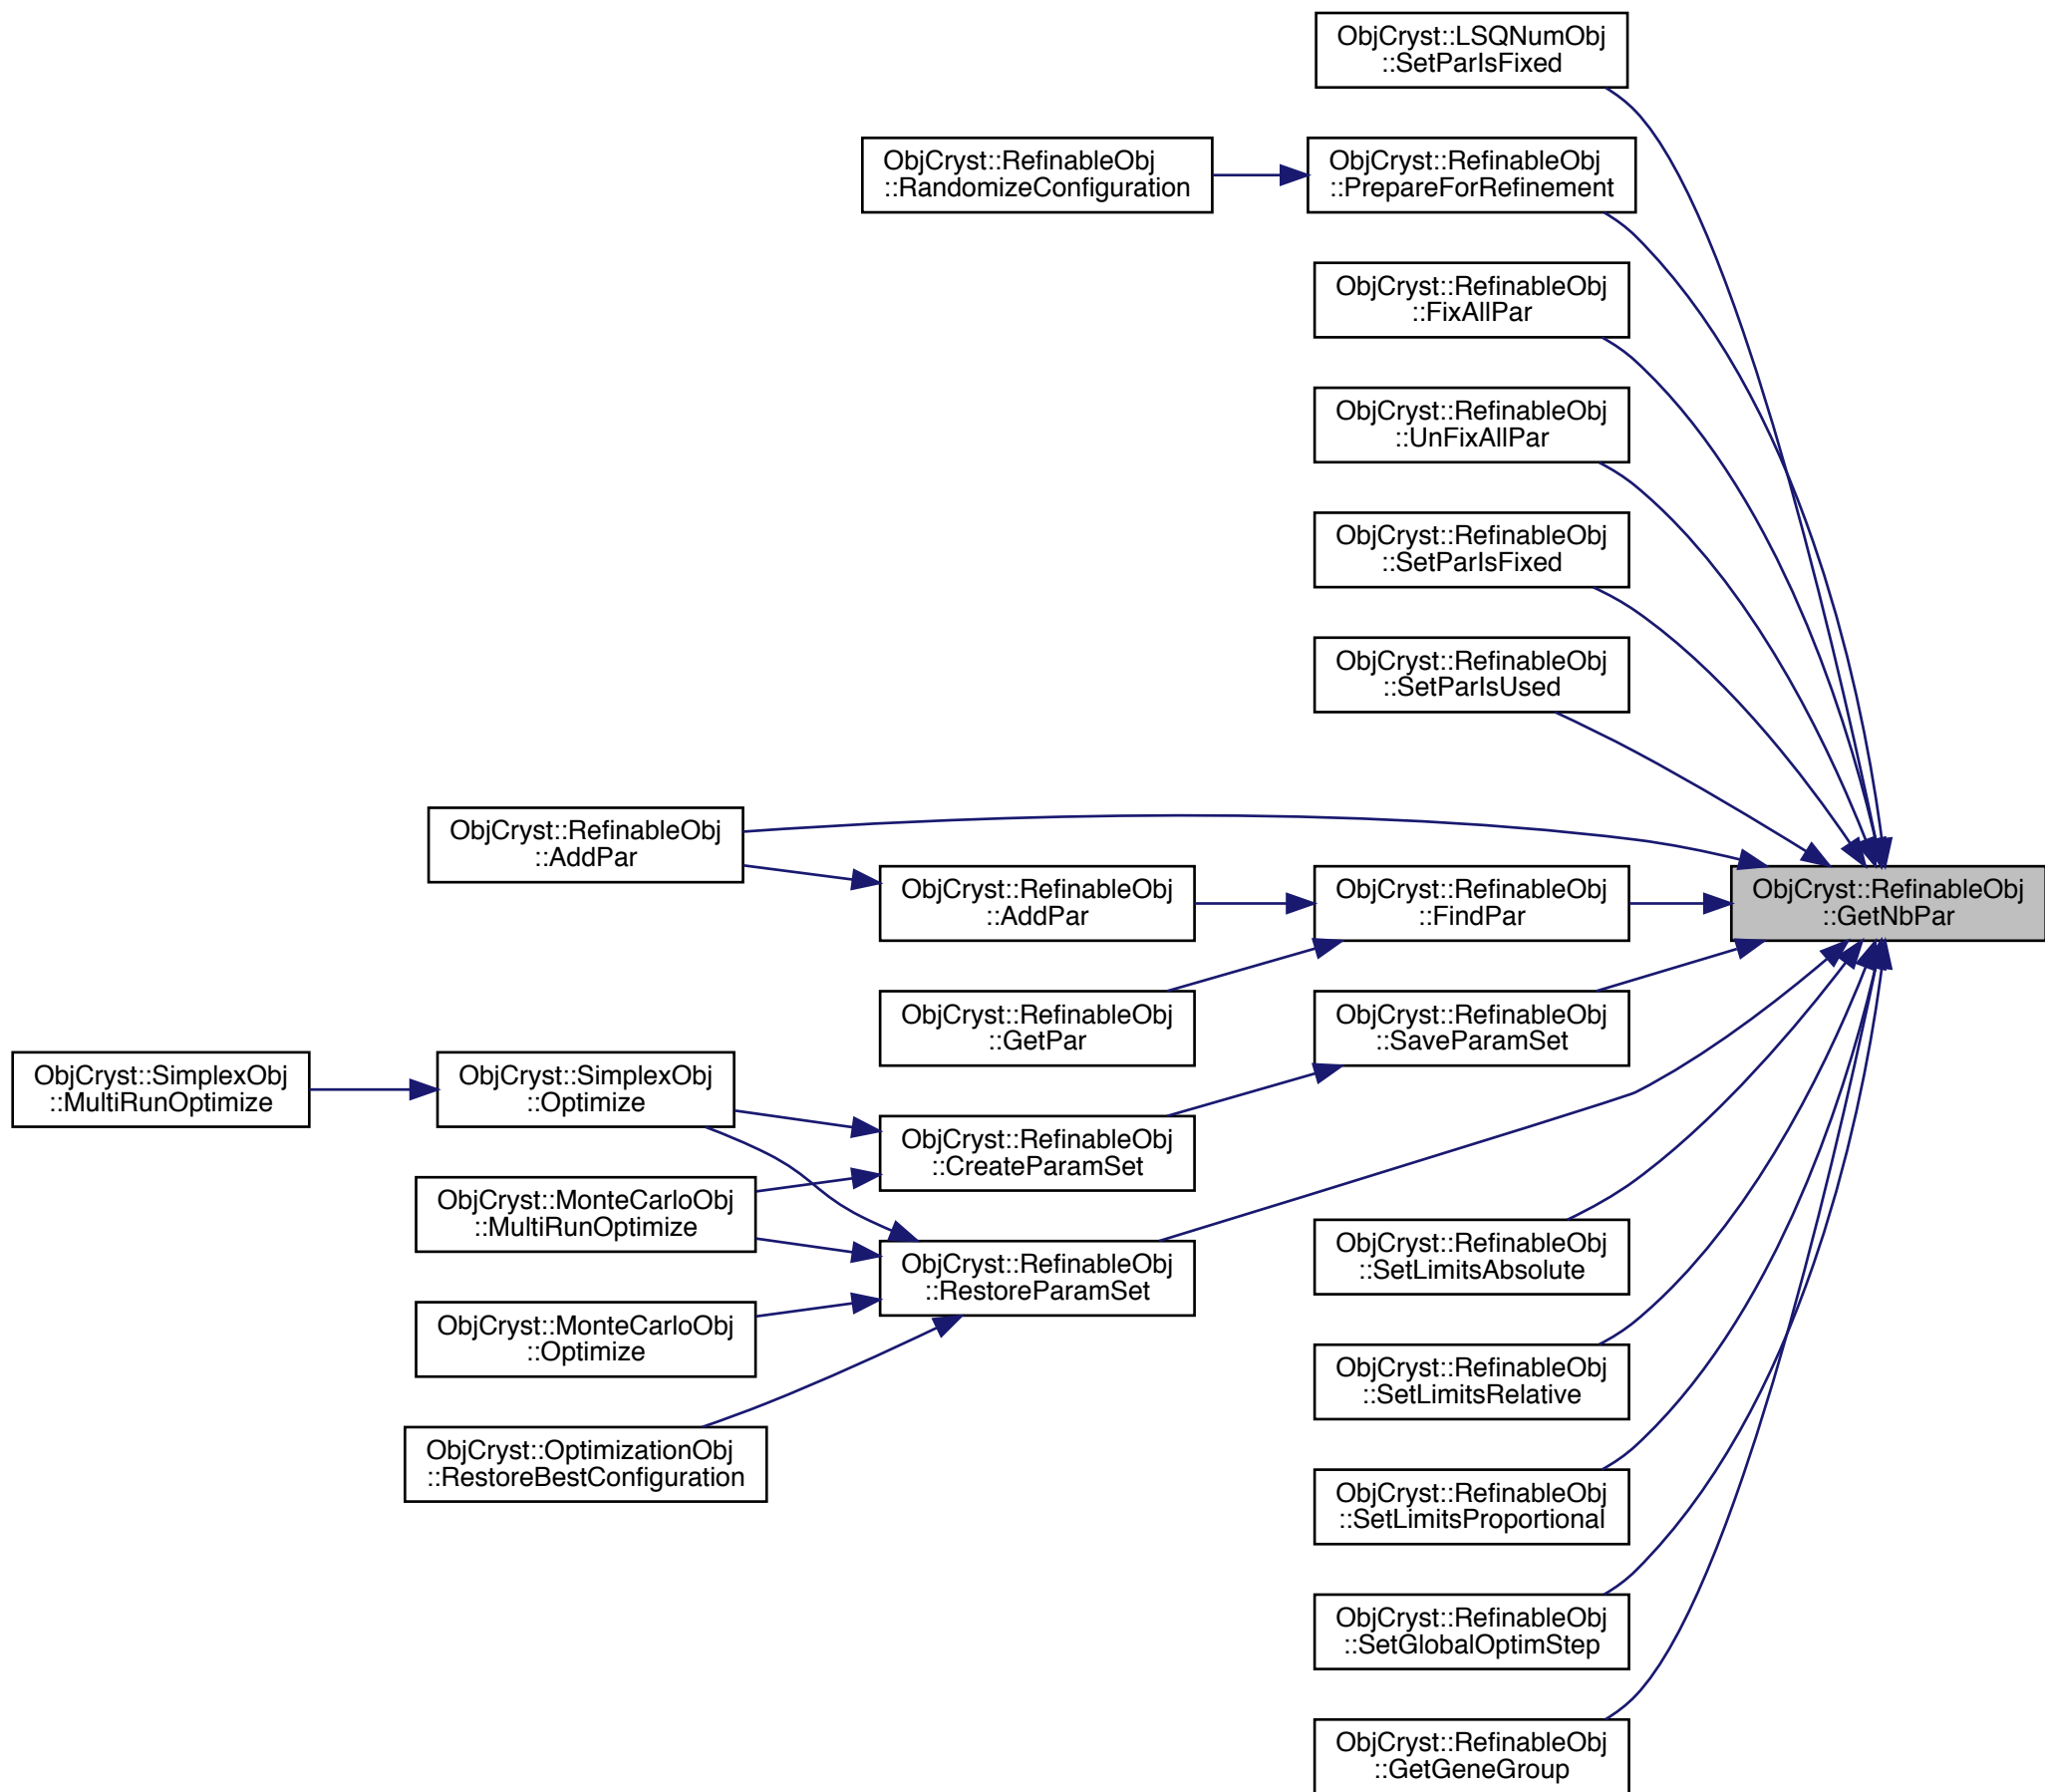 ObjCryst::LSQNumObj
::SetParIsFixed
ObjCryst::RefinableObj
::RandomizeConfiguration
ObjCryst::RefinableObj
::PrepareForRefinement
ObjCryst::RefinableObj
::FixAllPar
ObjCryst::RefinableObj
::UnFixAllPar
ObjCryst::RefinableObj
::SetParIsFixed
ObjCryst::RefinableObj
::SetParIsUsed
ObjCryst::RefinableObj
::AddPar
ObjCryst::RefinableObj
::AddPar
ObjCryst::RefinableObj
::FindPar
ObjCryst::RefinableObj
::GetNbPar
ObjCryst::RefinableObj
::GetPar
ObjCryst::RefinableObj
::SaveParamSet
ObjCryst::SimplexObj
::MultiRunOptimize
ObjCryst::SimplexObj
::Optimize
ObjCryst::RefinableObj
::CreateParamSet
ObjCryst::MonteCarloObj
::MultiRunOptimize
ObjCryst::RefinableObj
::RestoreParamSet
ObjCryst::RefinableObj
::SetLimitsAbsolute
ObjCryst::MonteCarloObj
::Optimize
ObjCryst::RefinableObj
::SetLimitsRelative
ObjCryst::OptimizationObj
::RestoreBestConfiguration
ObjCryst::RefinableObj
::SetLimitsProportional
ObjCryst::RefinableObj
::SetGlobalOptimStep
ObjCryst::RefinableObj
::GetGeneGroup